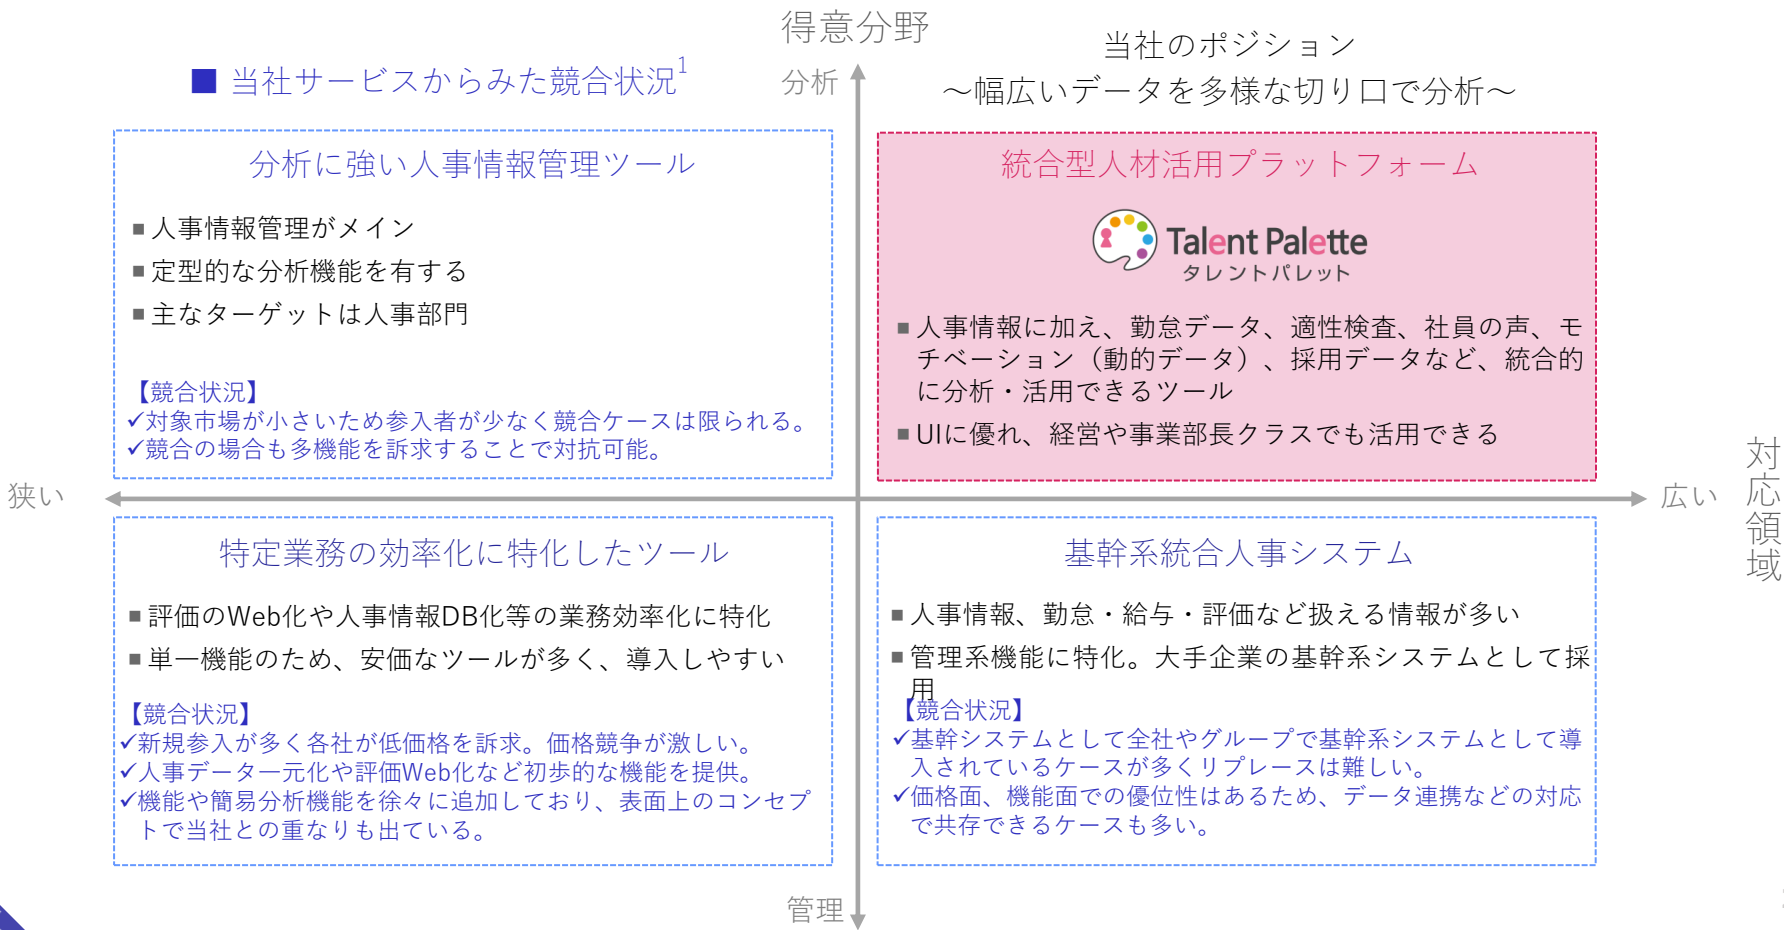 得意分野
■ 当社サービスからみた競合状況1
分析
当社のポジション
～幅広いデータを多様な切り口で分析～
分析に強い人事情報管理ツール
■人事情報管理がメイン
■定型的な分析機能を有する
■主なターゲットは人事部門
【競合状況】
✓対象市場が小さいため参入者が少なく競合ケースは限られる。
✓競合の場合も多機能を訴求することで対抗可能。
統合型人材活用プラットフォーム
Talent Palette
タレントパレット
■人事情報に加え、勤怠データ、適性検査、社員の声、モ
チベーション（動的データ）、採用データなど、統合的
に分析・活用できるツール
■UIに優れ、経営や事業部長クラスでも活用できる
狭い
広い
対応領域
特定業務の効率化に特化したツール
■評価のWeb化や人事情報DB化等の業務効率化に特化
■単一機能のため、安価なツールが多く、導入しやすい
【競合状況】
✓新規参入が多く各社が低価格を訴求。価格競争が激しい。
✓人事データ一元化や評価Web化など初歩的な機能を提供。
✓機能や簡易分析機能を徐々に追加しており、表面上のコンセプ
トで当社との重なりも出ている。
基幹系統合人事システム
■人事情報、勤怠・給与・評価など扱える情報が多い
■管理系機能に特化。大手企業の基幹系システムとして採
用
【競合状況】
✓基幹システムとして全社やグループで基幹系システムとして導
入されているケースが多くリプレースは難しい。
✓価格面、機能面での優位性はあるため、データ連携などの対応
で共存できるケースも多い。
管理